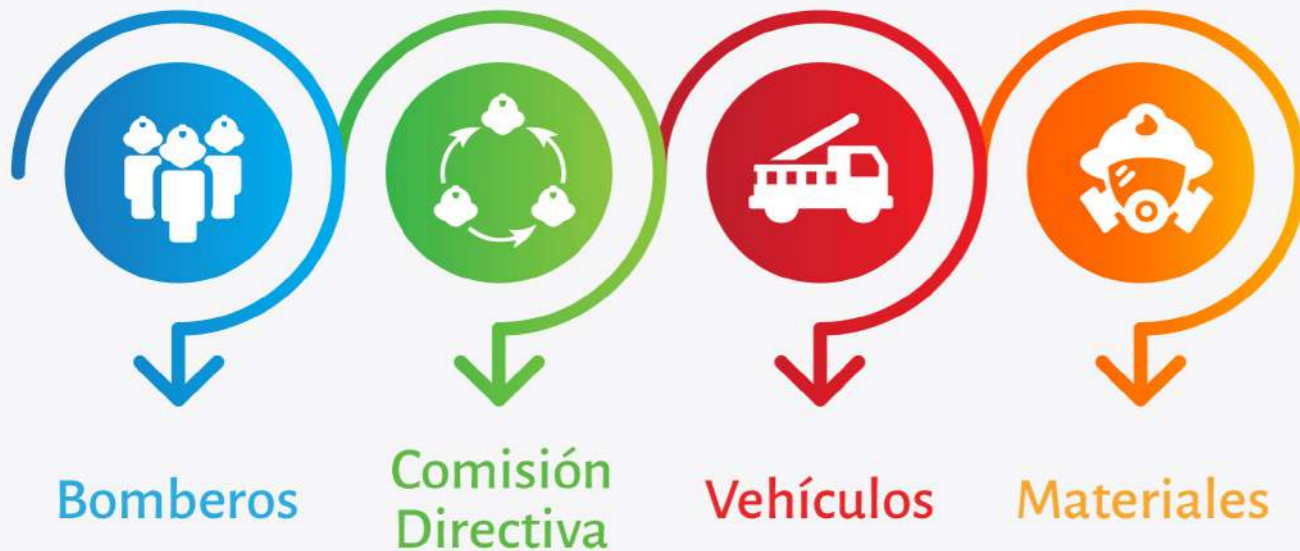 Bomberos
Comisión
Directiva
Vehículos
Materiales